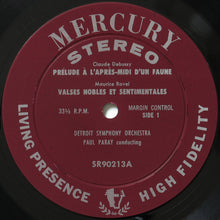 MERCURY
STEREO
Claude Debussy
PRÉLUDE À L'APRÈS-MIDI D'UN FAUNE
Maurice Ravel
VALSES NOBLES ET SENTIMENTALES
33⅓ R.P.M.
MARGIN CONTROL
SIDE 1
DETROIT SYMPHONY ORCHESTRA
PAUL PARAY conducting
SR90213A
LIVING PRESENCE
HIGH FIDELITY